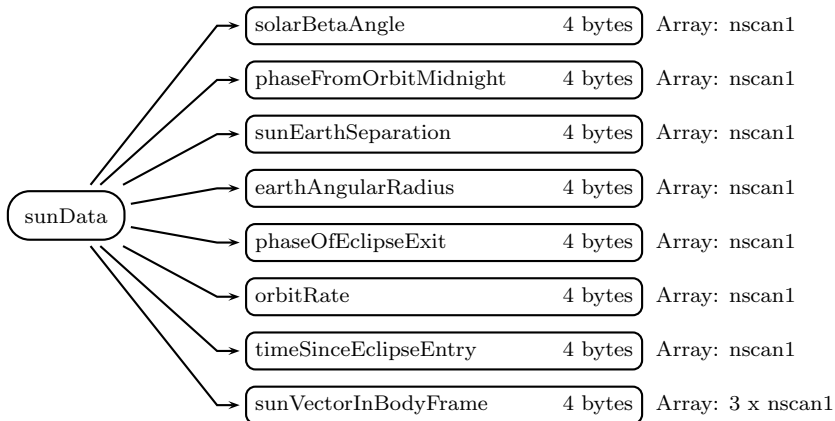 solarBetaAngle 4 bytes Array: nscan1
phaseFromOrbitMidnight 4 bytes Array: nscan1
sunEarthSeparation 4 bytes Array: nscan1
earthAngularRadius 4 bytes Array: nscan1
sunData
phaseOfEclipseExit 4 bytes Array: nscan1
orbitRate 4 bytes Array: nscan1
timeSinceEclipseEntry 4 bytes Array: nscan1
sunVectorInBodyFrame 4 bytes Array: 3 x nscan1